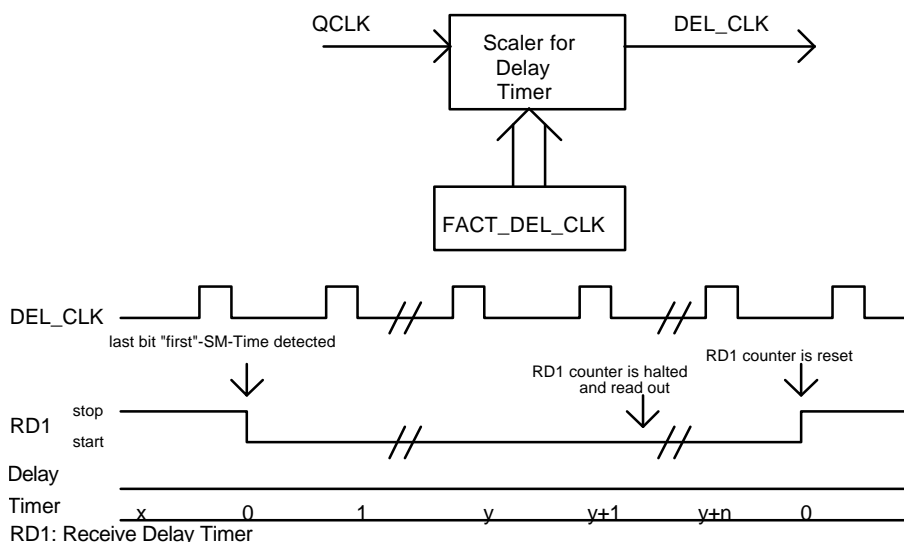 QCLK
Scaler for
Delay
Timer
DEL_CLK
FACT_DEL_CLK
DEL_CLK
last bit "first"-SM-Time detected
RD1 counter is halted
and read out
RD1 counter is reset
RD1
stop
start
Delay
Timer
x 0 1 y y+1 y+n 0
RD1: Receive Delay Timer